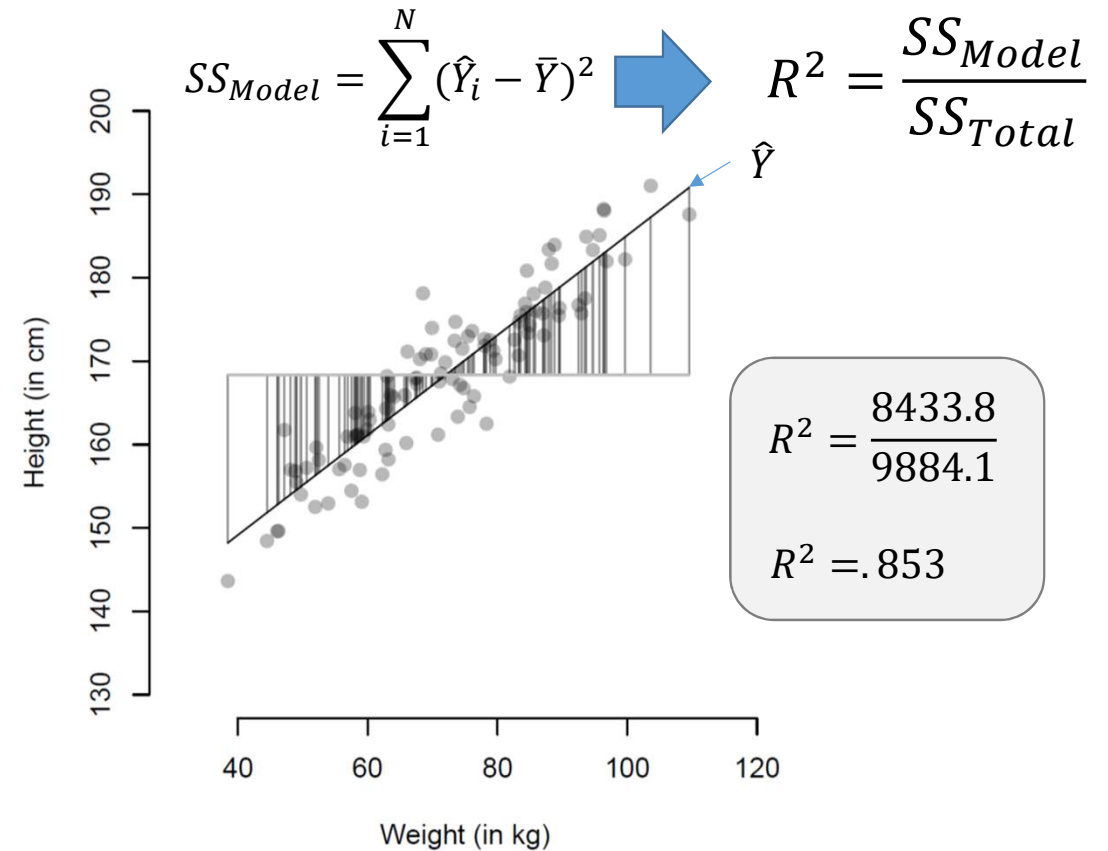 N
SS_Model = ∑ (Ŷ_i − Ȳ)²
i=1
R² = SS_Model / SS_Total
Ŷ
200
190
180
170
160
150
140
130
Height (in cm)
R² = 8433.8 / 9884.1
R² =. 853
40 60 80 100 120
Weight (in kg)